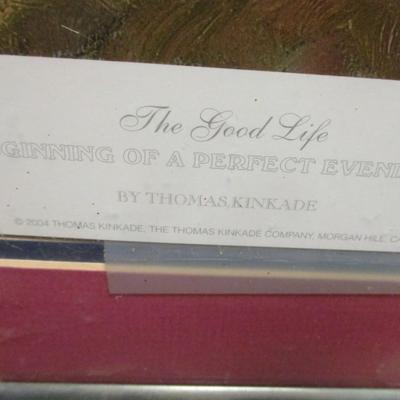 The Good Life
GINNING OF A PERFECT EVENI
BY THOMAS KINKADE
© 2004 THOMAS KINKADE, THE THOMAS KINKADE COMPANY, MORGAN HILL, C